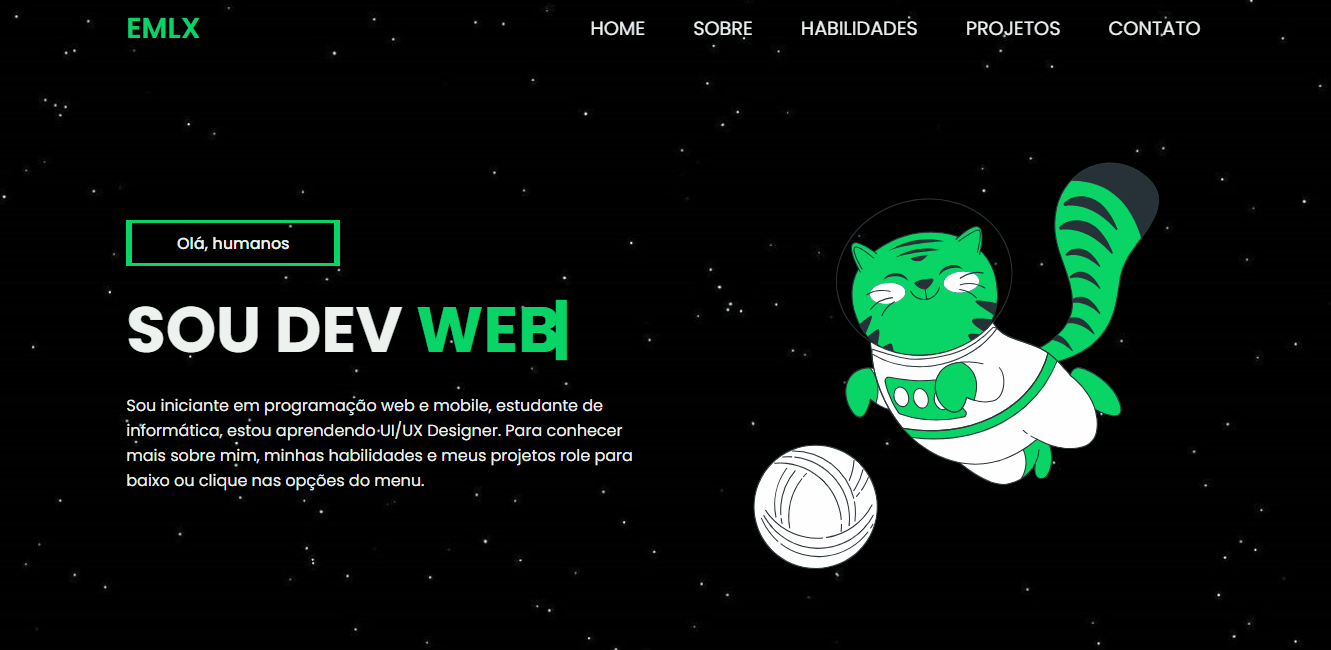 EMLX
HOME SOBRE HABILIDADES PROJETOS CONTATO
Olá, humanos
SOU DEV WEB
Sou iniciante em programação web e mobile, estudante de
informática, estou aprendendo UI/UX Designer. Para conhecer
mais sobre mim, minhas habilidades e meus projetos role para
baixo ou clique nas opções do menu.